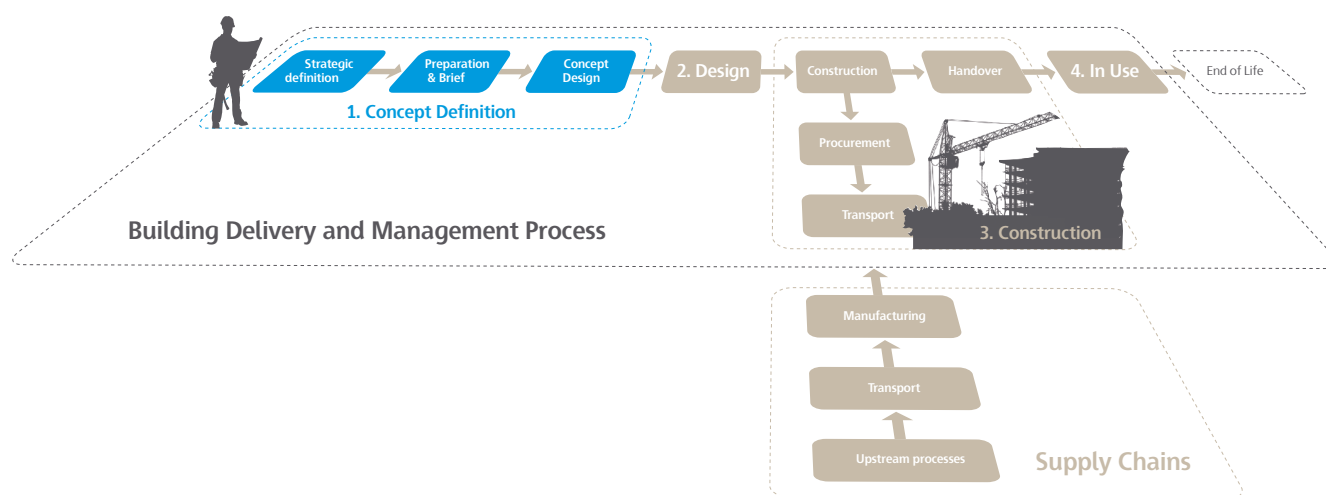 Strategic
definition
Preparation
& Brief
Concept
Design
2. Design
Construction
Handover
4. In Use
End of Life
1. Concept Definition
Procurement
Transport
Building Delivery and Management Process
3. Construction
Manufacturing
Transport
Upstream processes
Supply Chains